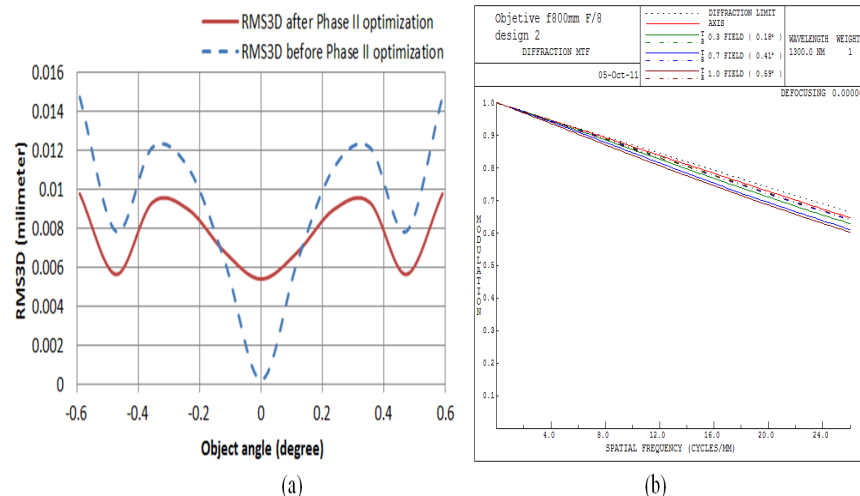 RMS3D after Phase II optimization
RMS3D before Phase II optimization
0.016
0.014
0.012
0.01
0.008
0.006
0.004
0.002
0
RMS3D (milimeter)
-0.6 -0.4 -0.2 0 0.2 0.4 0.6
Object angle (degree)
(a)
Objetive f800mm F/8
design 2
DIFFRACTION MTF
05-Oct-11
DIFFRACTION LIMIT
AXIS
T
R 0.3 FIELD ( 0.18° )
T
R 0.7 FIELD ( 0.41° )
T
R 1.0 FIELD ( 0.59° )
WAVELENGTH WEIGHT
1300.0 NM 1
DEFOCUSING 0.00000
1.0
0.9
0.8
0.7
0.6
0.5
0.4
0.3
0.2
0.1
MODULATION
4.0 8.0 12.0 16.0 20.0 24.0
SPATIAL FREQUENCY (CYCLES/MM)
(b)